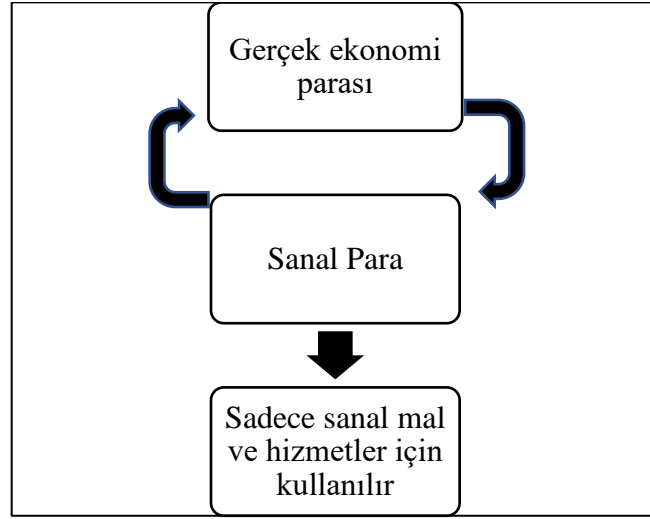 Gerçek ekonomi
parası
Sanal Para
Sadece sanal mal
ve hizmetler için
kullanılır